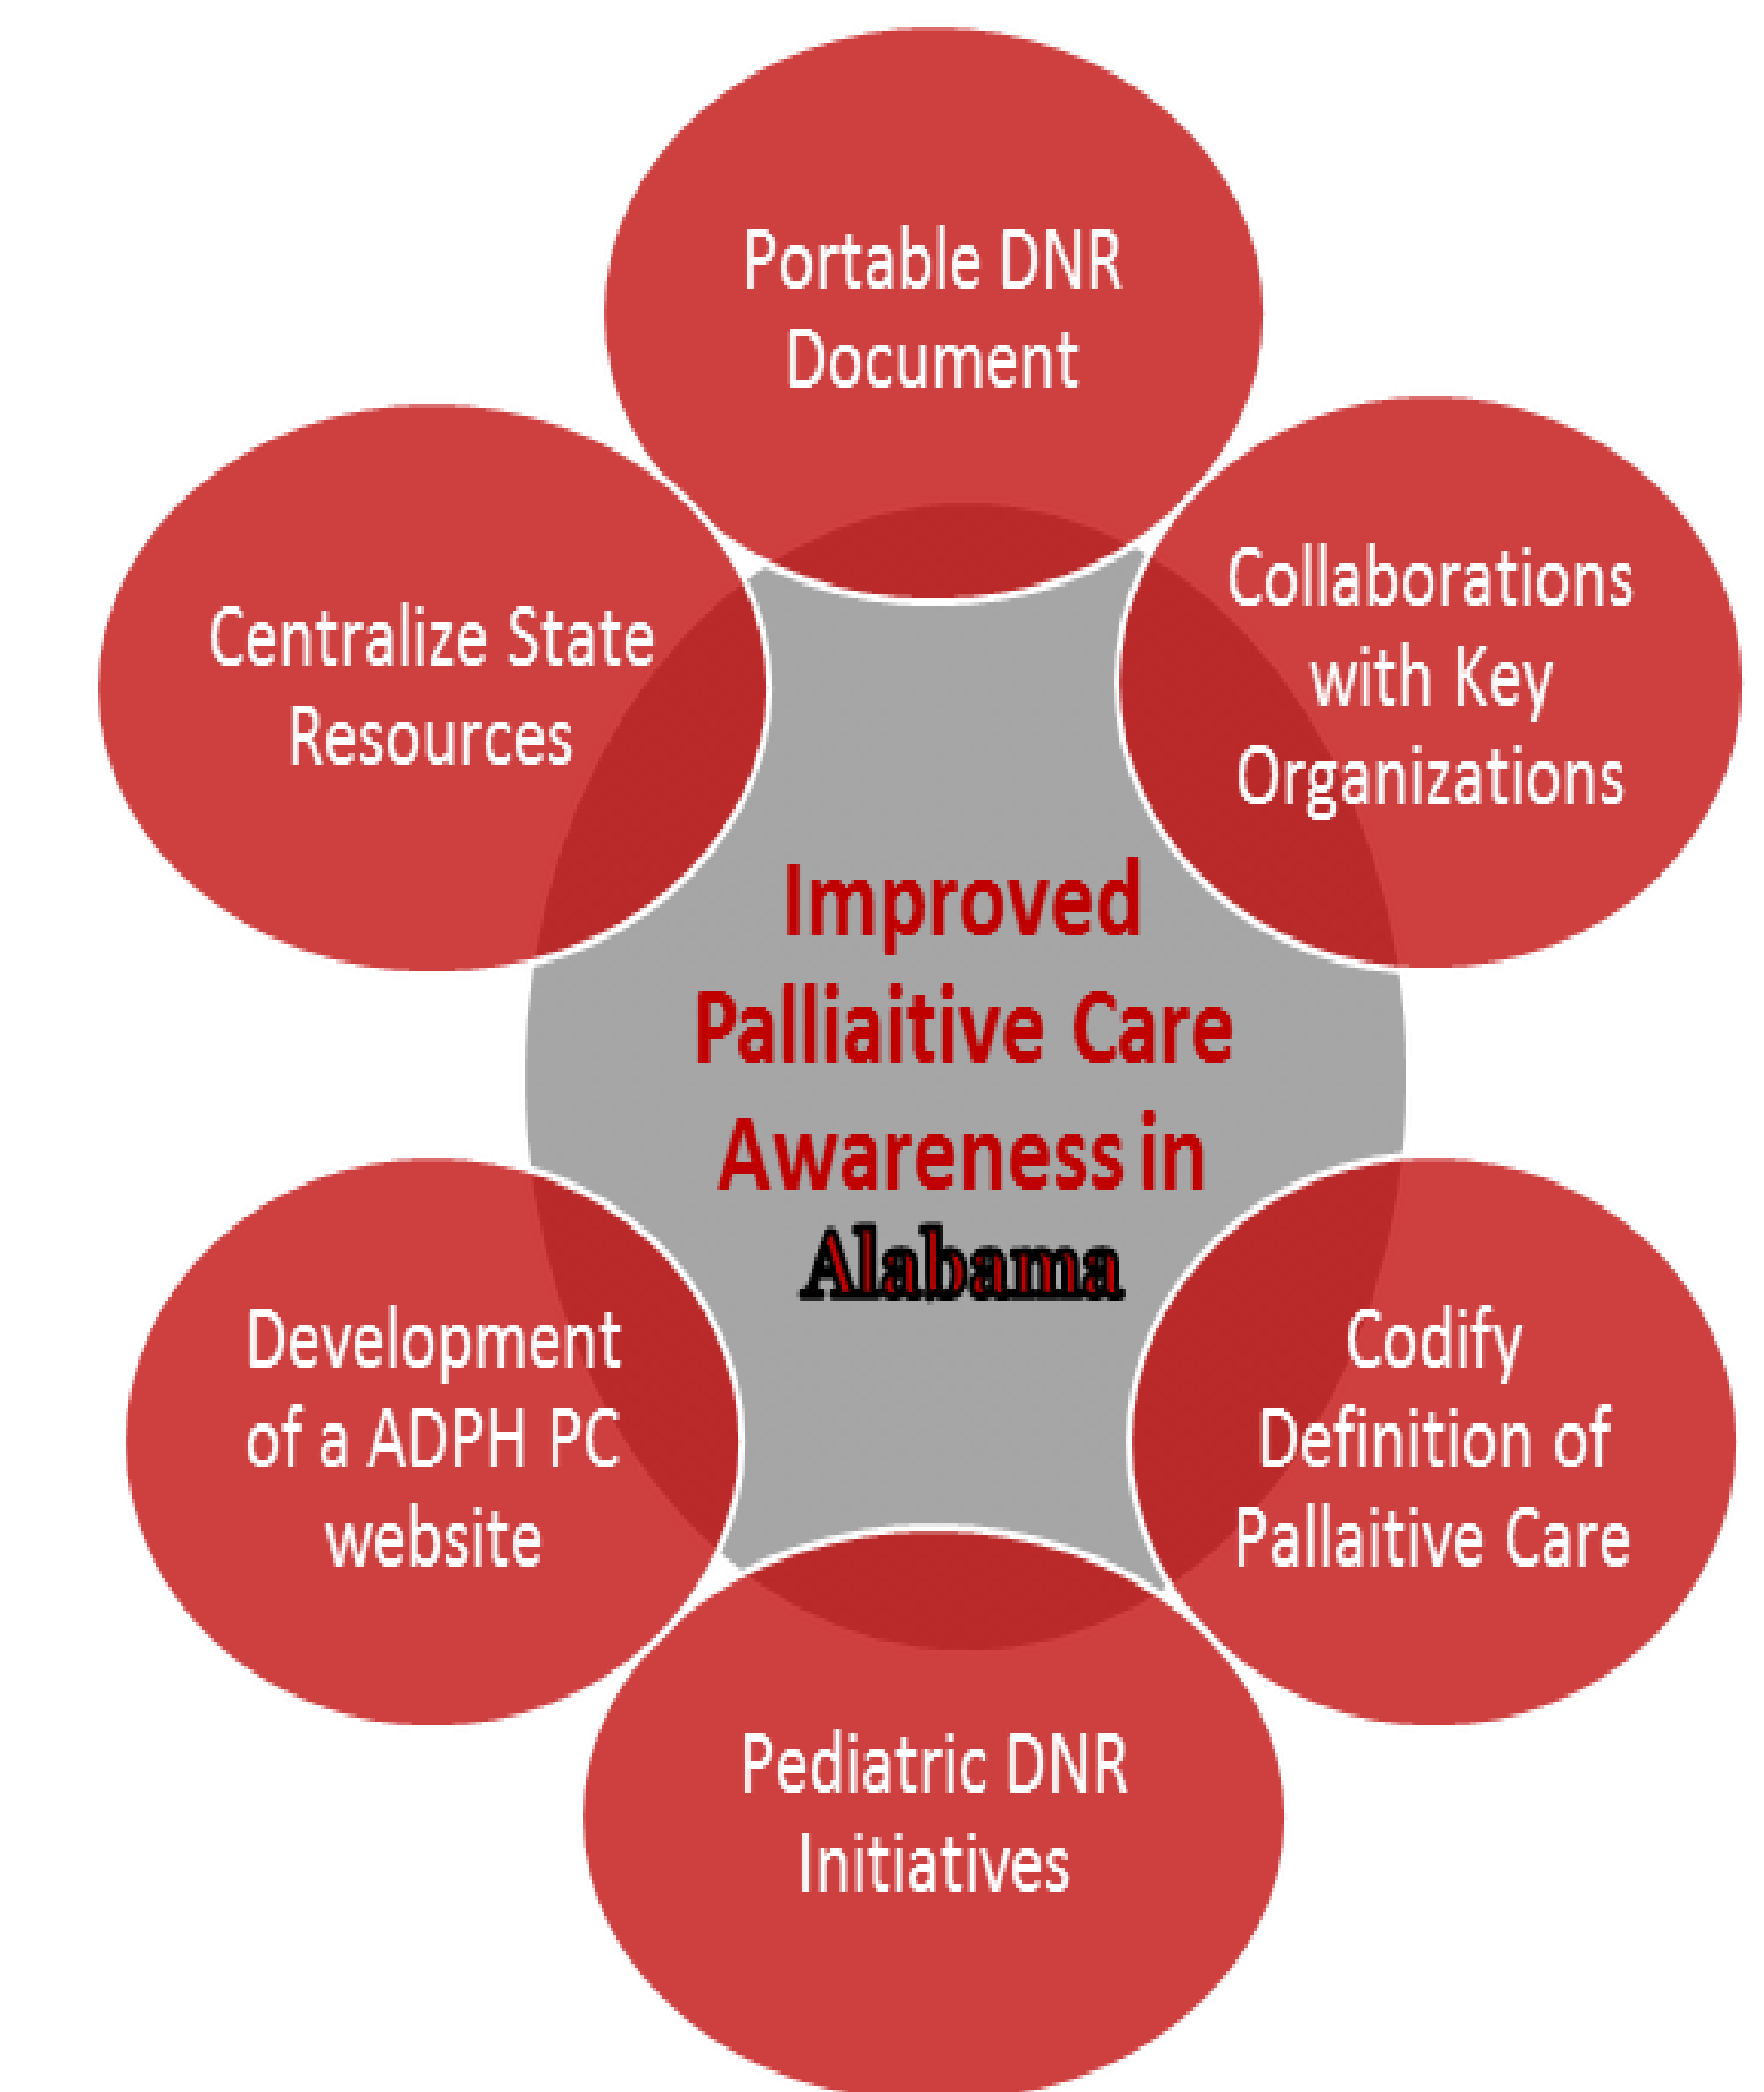 Portable DNR
Document
Collaborations
with Key
Organizations
Centralize State
Resources
Improved
Palliaitive Care
Awareness in
Alabama
Development
of a ADPH PC
website
Codify
Definition of
Pallaitive Care
Pediatric DNR
Initiatives